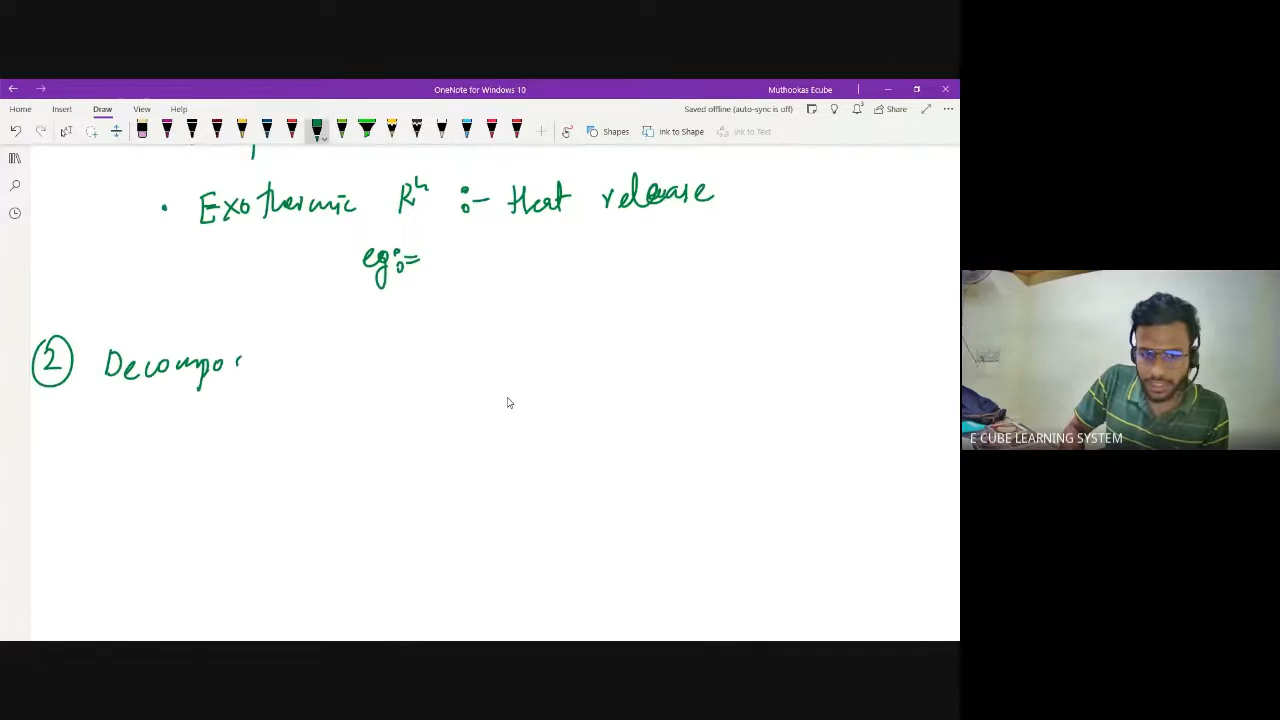 OneNote for Windows 10
Muthookas Ecube
Home Insert Draw View Help
Saved offline (auto-sync is off)
Share
Shapes
Ink to Shape
Ink to Text
• Exothermic Rⁿ :- Heat release
eg:=
② Decompo
E CUBE LEARNING SYSTEM